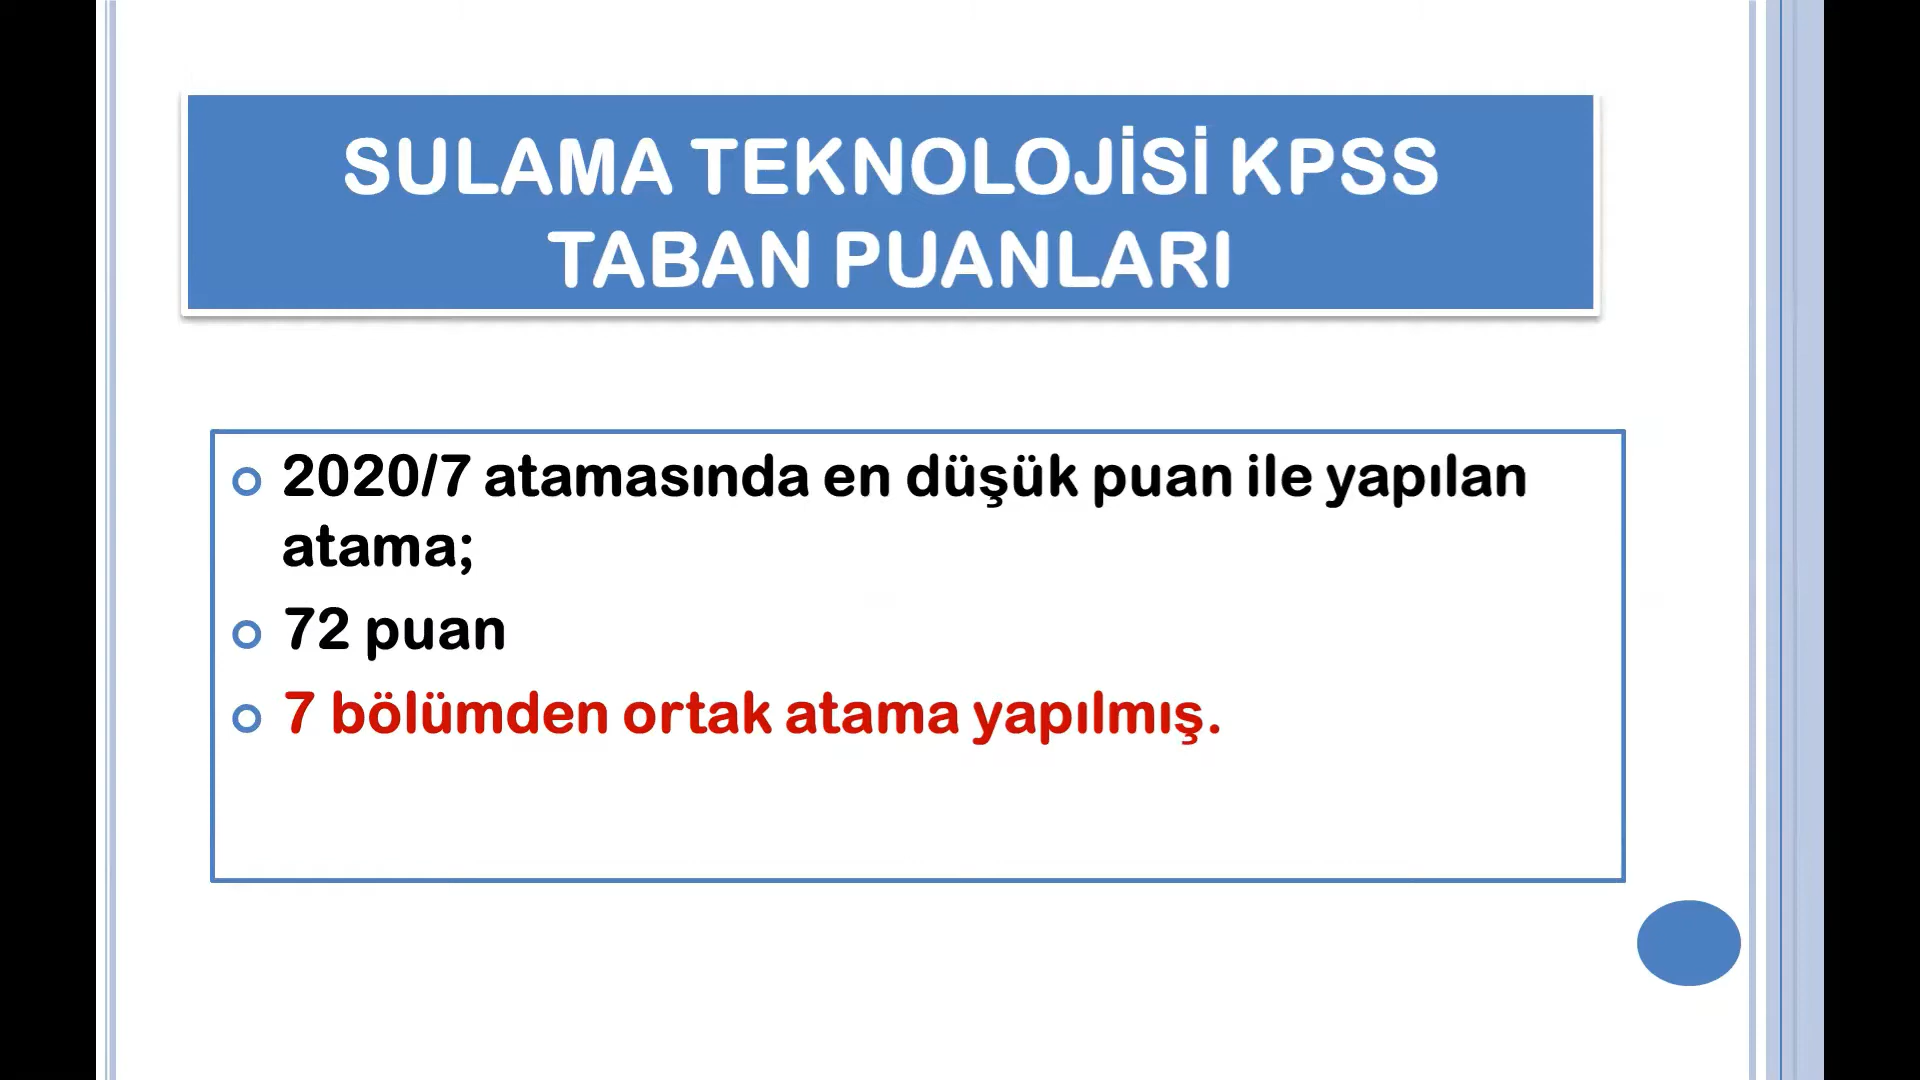 SULAMA TEKNOLOJİSİ KPSS
TABAN PUANLARI
2020/7 atamasında en düşük puan ile yapılan
atama;
72 puan
7 bölümden ortak atama yapılmış.